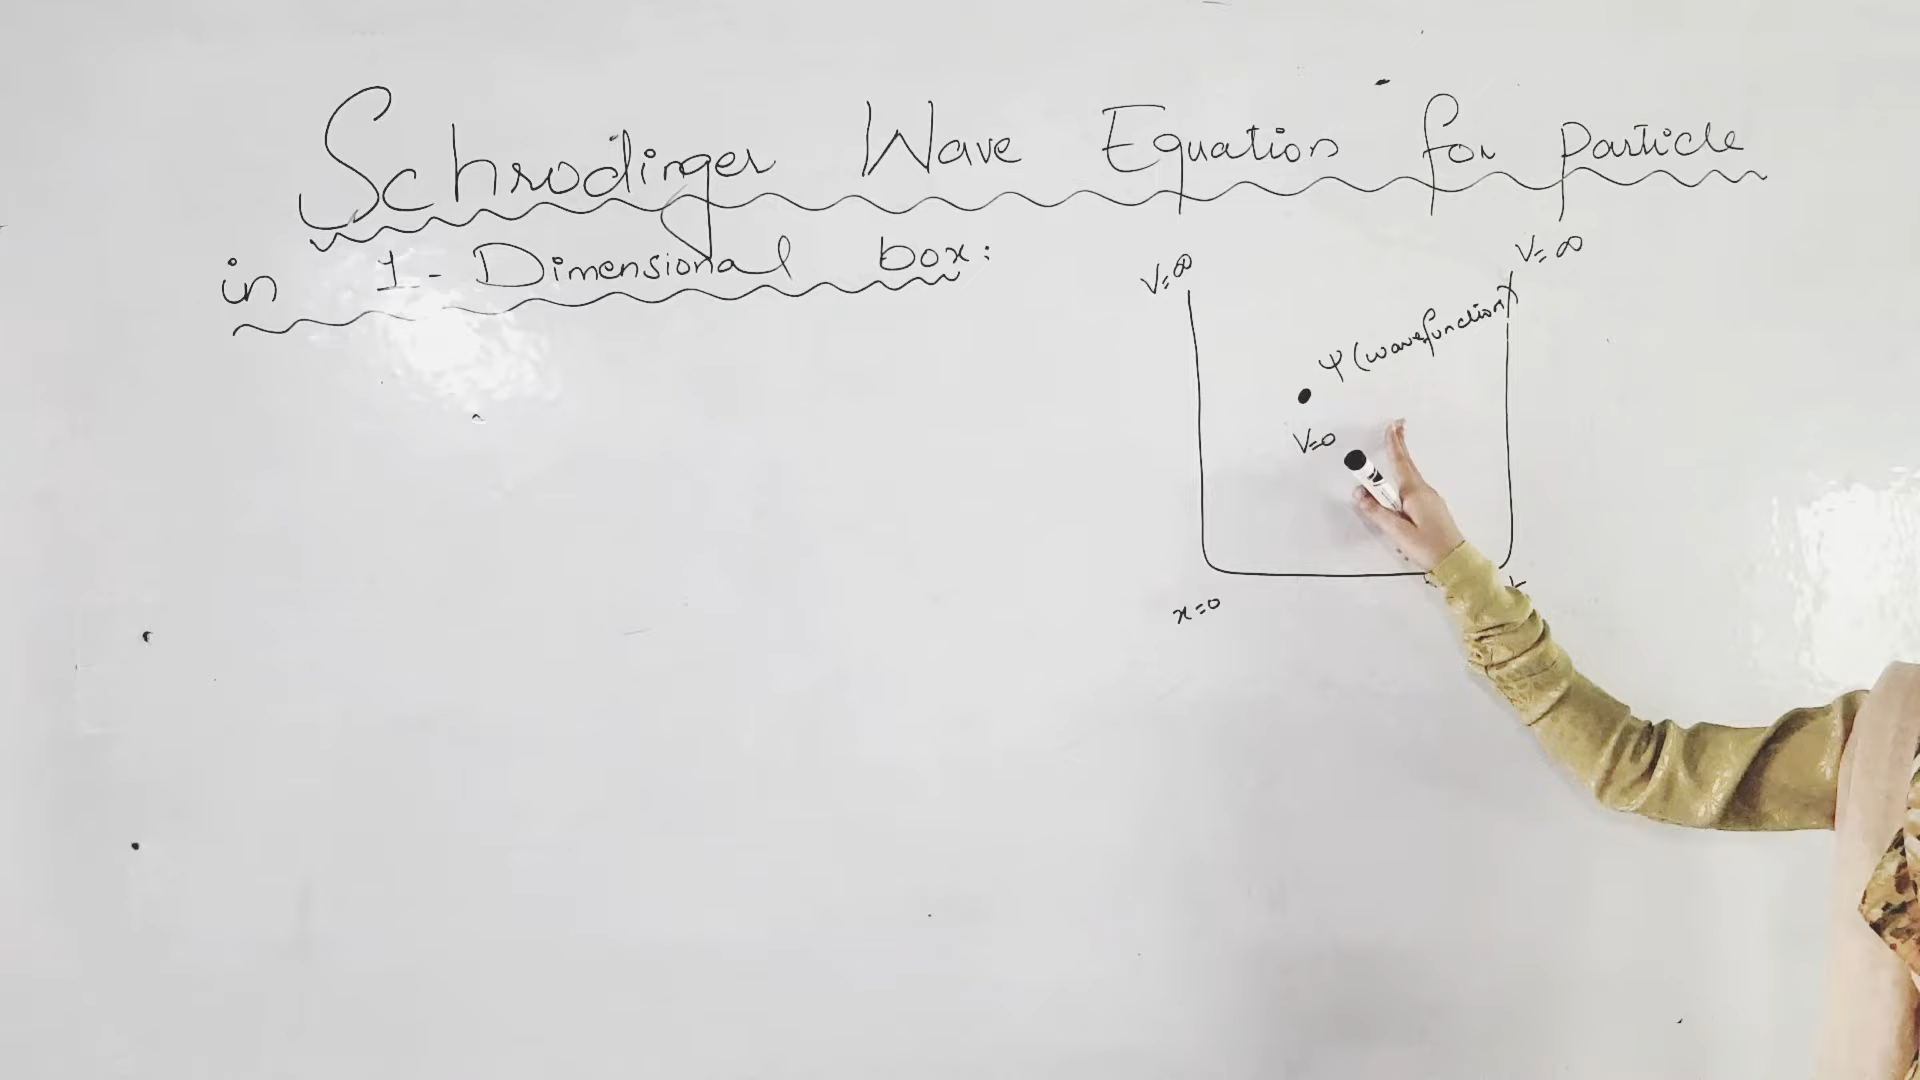 Schrodinger Wave Equation for Particle
in 1-Dimensional box:
V=∞
V=∞
Ψ (wavefunction)
V=0
x=0